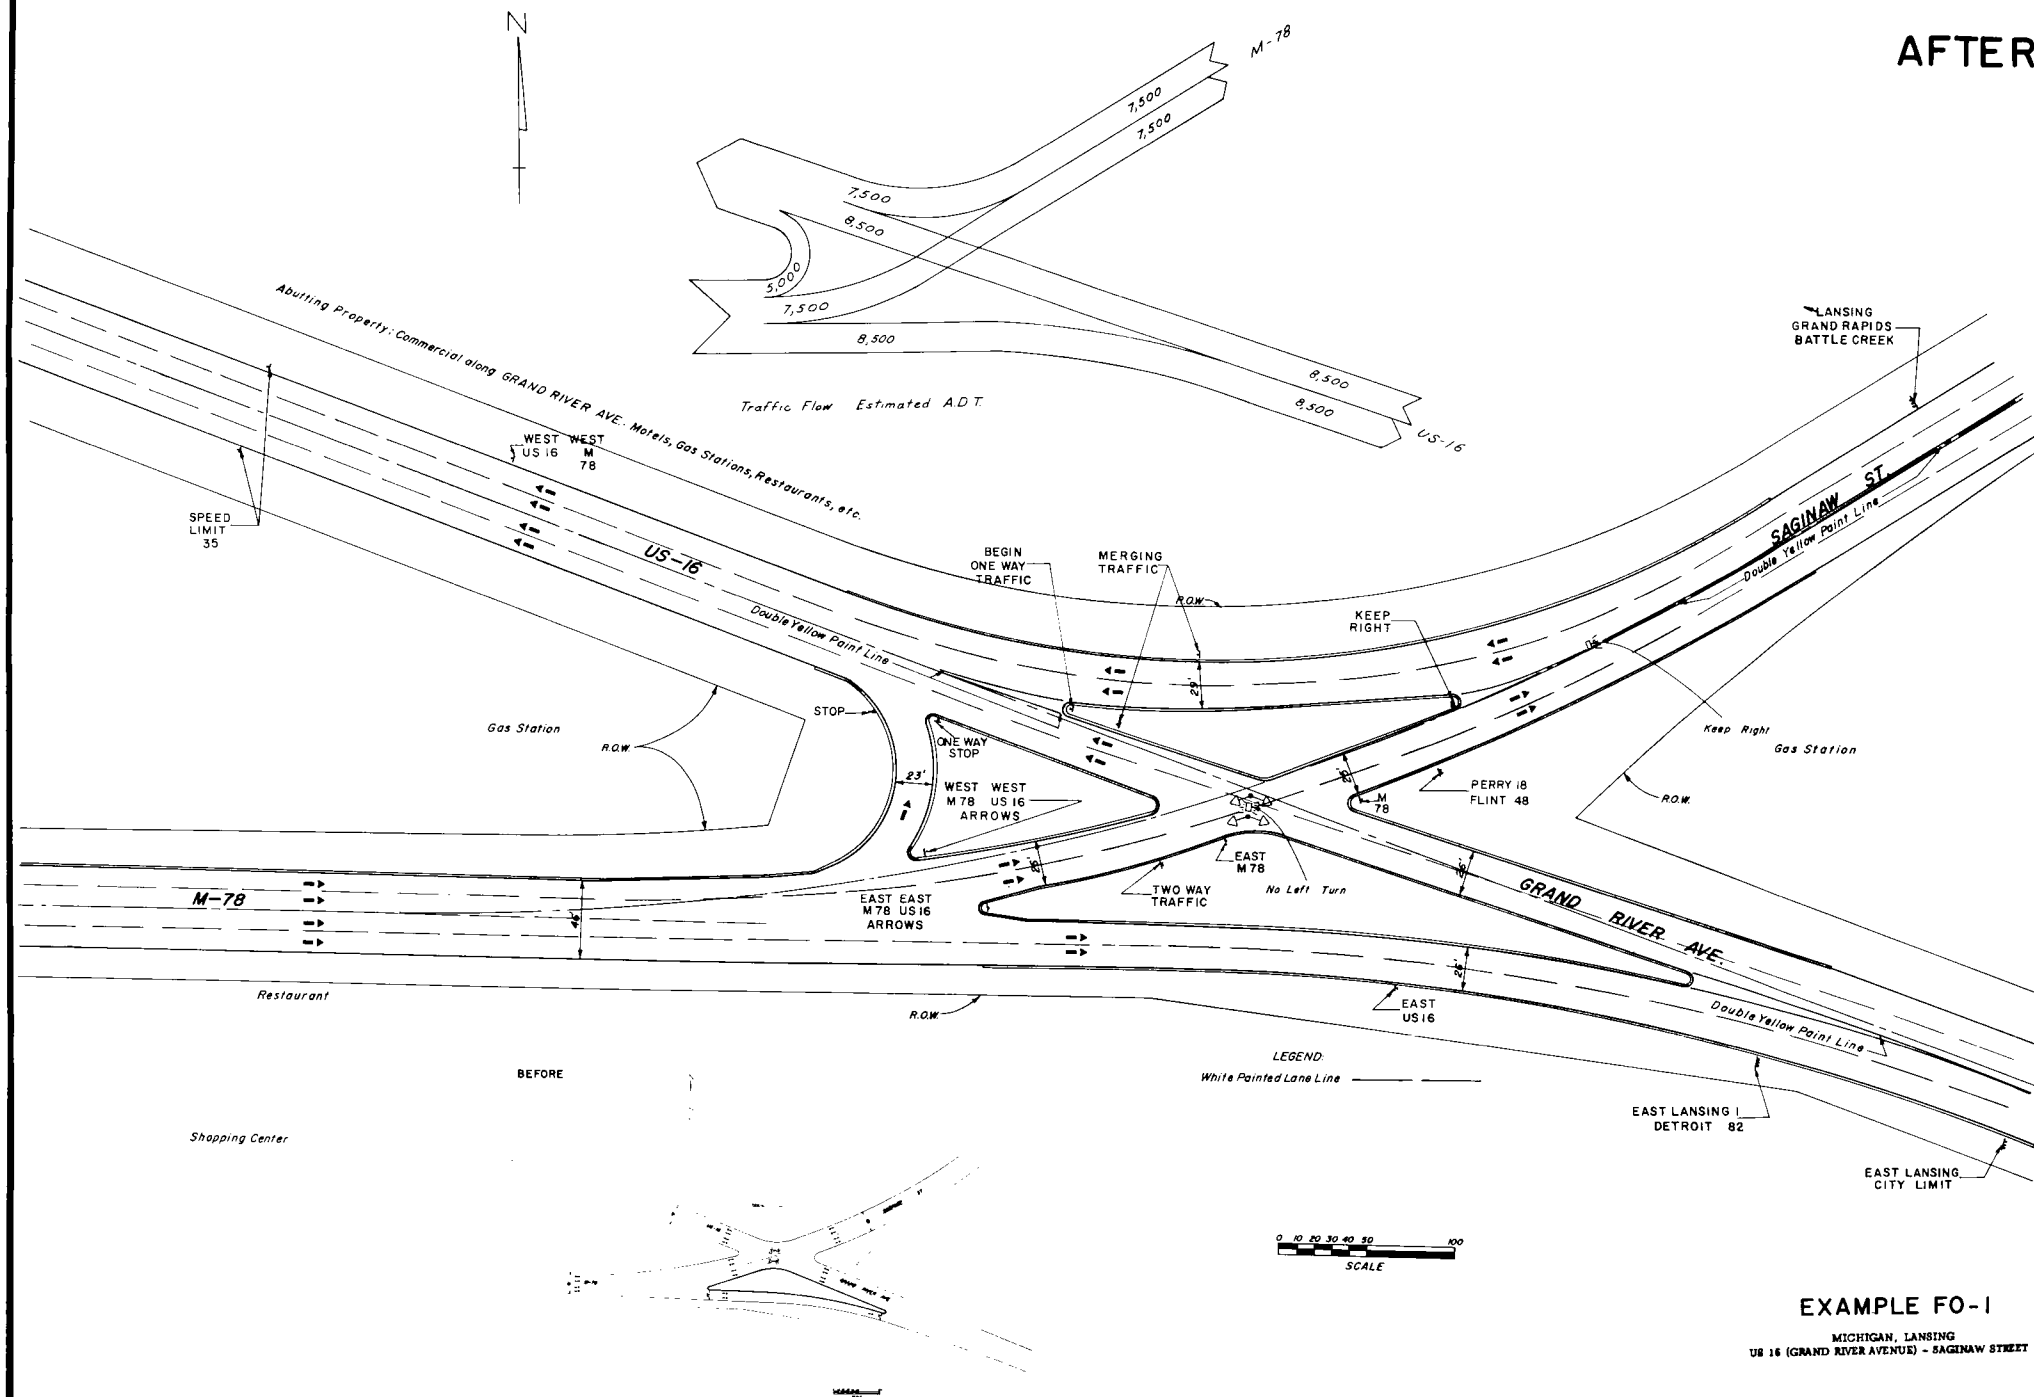 AFTER
N
M-78
7,500
7,500
7,500
8,500
5,000
7,500
8,500
8,500
8,500
US-16
Traffic Flow Estimated A.D.T.
Abutting Property: Commercial along GRAND RIVER AVE. Motels, Gas Stations, Restaurants, etc.
LANSING
GRAND RAPIDS
BATTLE CREEK
WEST WEST
US 16 M
78
SPEED
LIMIT
35
US-16
Double Yellow Paint Line
BEGIN
ONE WAY
TRAFFIC
MERGING
TRAFFIC
R.O.W.
KEEP
RIGHT
SAGINAW ST.
Double Yellow Paint Line
29'
STOP
Gas Station
R.O.W.
ONE WAY
STOP
23'
WEST WEST
M 78 US 16
ARROWS
Keep Right
Gas Station
R.O.W.
PERRY 18
FLINT 48
M
78
EAST
M 78
No Left Turn
TWO WAY
TRAFFIC
GRAND RIVER AVE.
M-78
46'
EAST EAST
M 78 US 16
ARROWS
26'
EAST
US 16
Double Yellow Paint Line
Restaurant
R.O.W.
LEGEND:
White Painted Lane Line
BEFORE
Shopping Center
EAST LANSING 1
DETROIT 82
EAST LANSING
CITY LIMIT
0 10 20 30 40 50 100
SCALE
EXAMPLE FO-1
MICHIGAN, LANSING
US 16 (GRAND RIVER AVENUE) - SAGINAW STREET